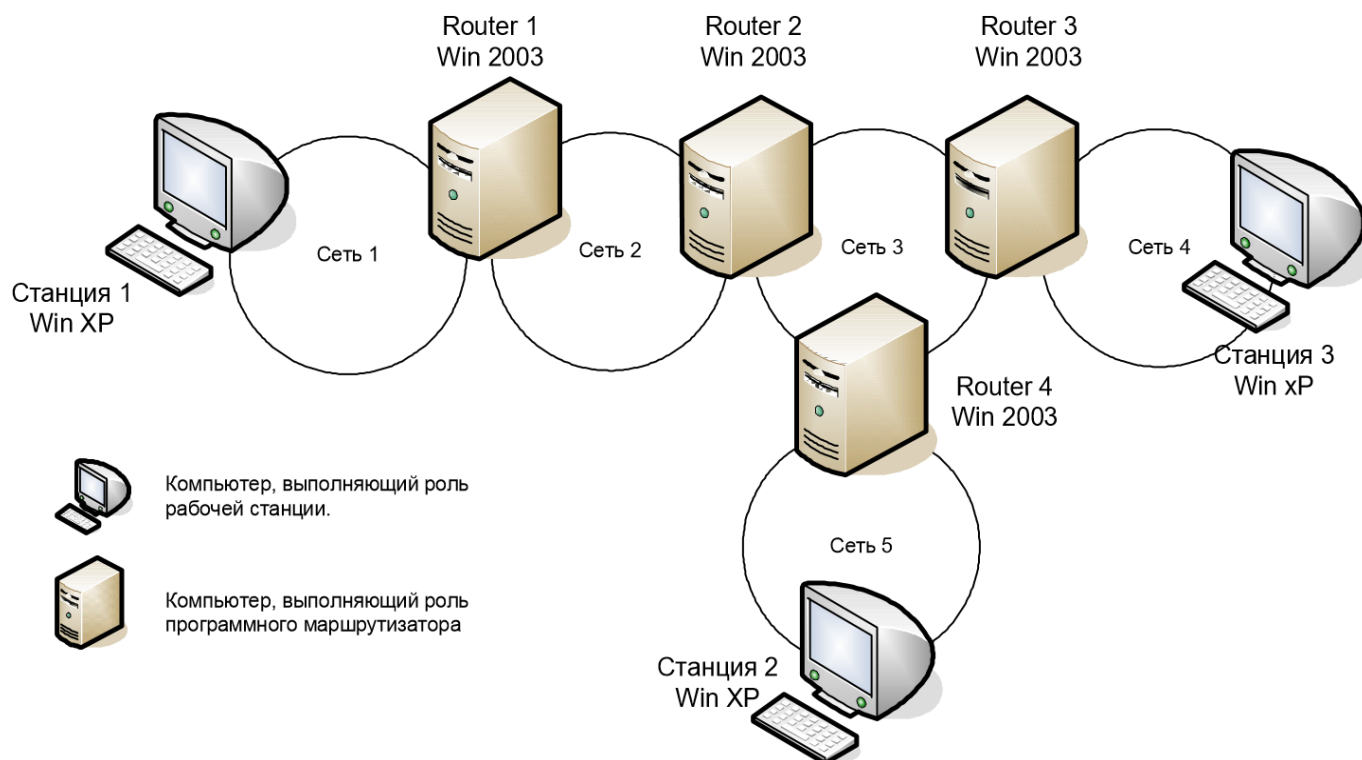 Router 1
Win 2003
Router 2
Win 2003
Router 3
Win 2003
Сеть 1
Сеть 2
Сеть 3
Сеть 4
Станция 1
Win XP
Станция 3
Win xP
Router 4
Win 2003
Компьютер, выполняющий роль
рабочей станции.
Сеть 5
Компьютер, выполняющий роль
программного маршрутизатора
Станция 2
Win XP